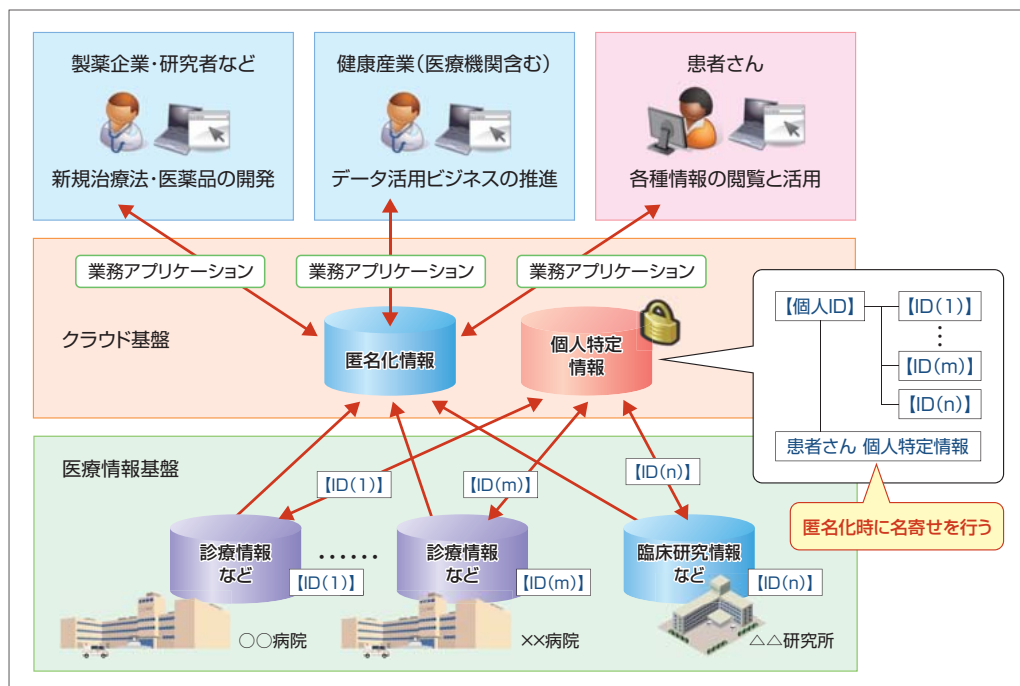 製薬企業・研究者など
新規治療法・医薬品の開発
健康産業(医療機関含む)
データ活用ビジネスの推進
患者さん
各種情報の閲覧と活用
業務アプリケーション
業務アプリケーション
業務アプリケーション
クラウド基盤
匿名化情報
個人特定
情報
【個人ID】
【ID(1)】
⋮
【ID(m)】
【ID(n)】
患者さん 個人特定情報
匿名化時に名寄せを行う
医療情報基盤
【ID(1)】
【ID(m)】
【ID(n)】
診療情報
など
【ID(1)】
……
診療情報
など
【ID(m)】
臨床研究情報
など
【ID(n)】
○○病院
××病院
△△研究所